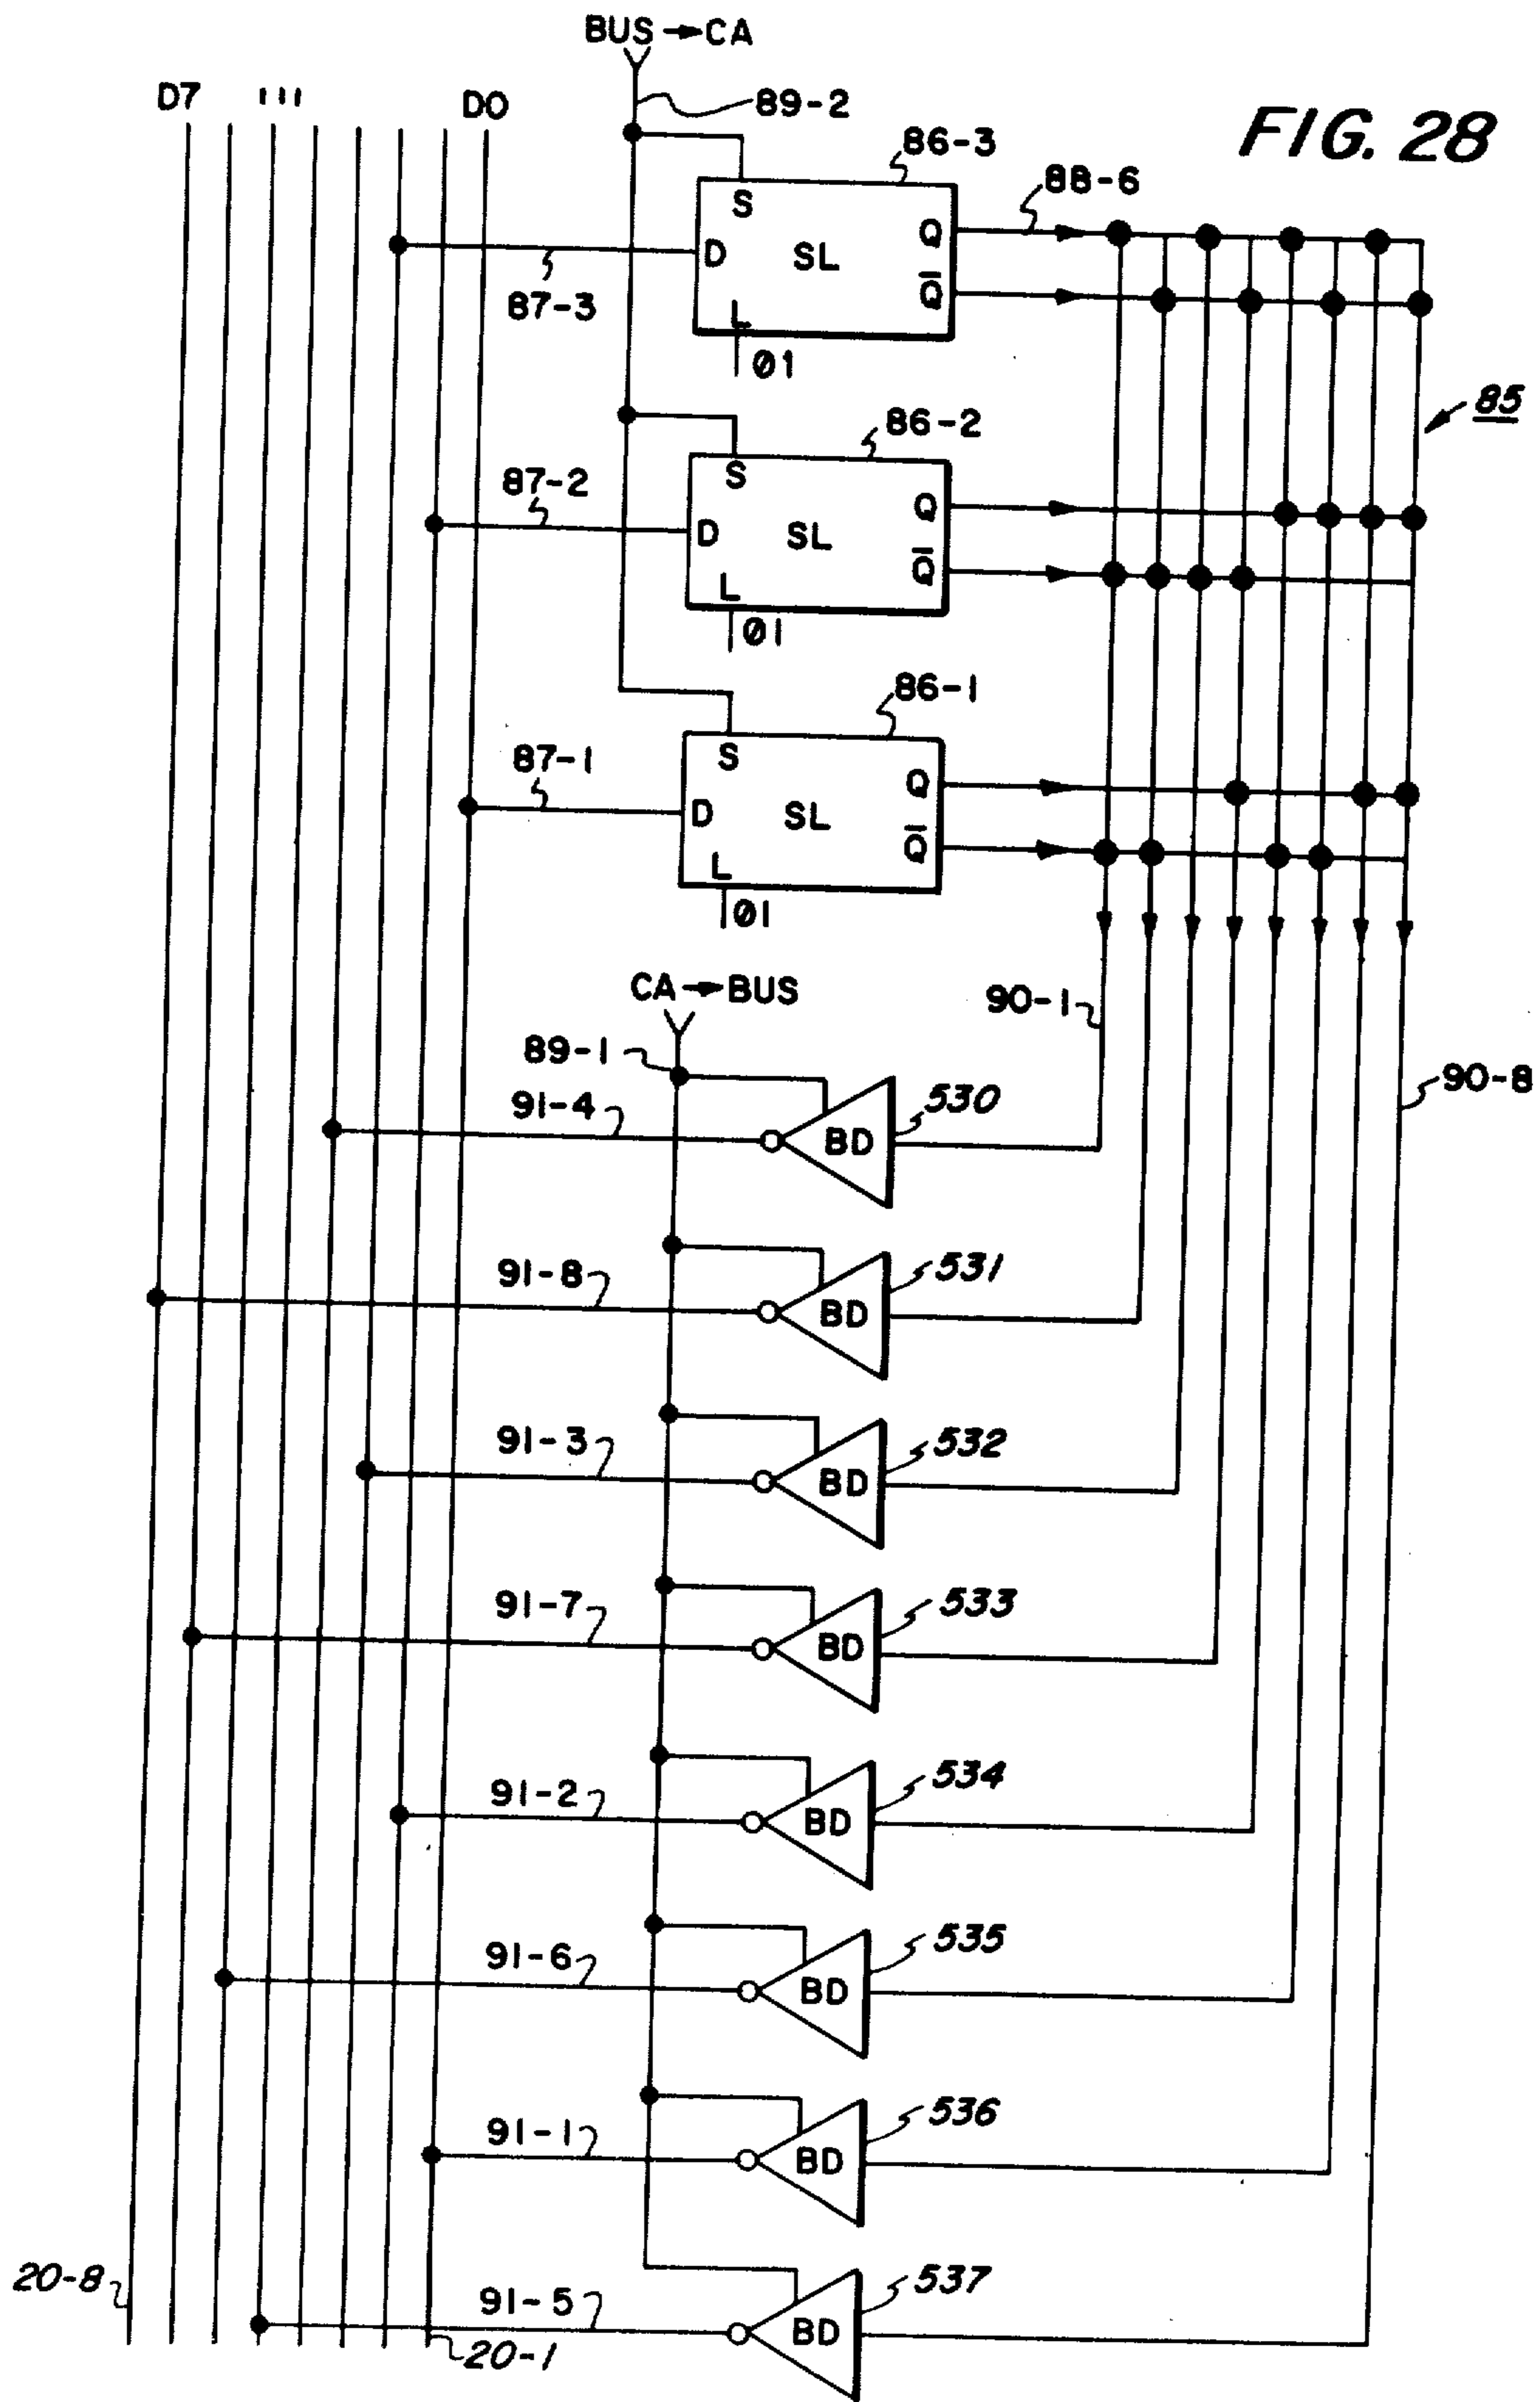 BUS → CA
D7 ııı D0
89-2
FIG. 28
86-3
88-6
S
D SL Q
Q̅
L
87-3
01
85
86-2
87-2
S
D SL Q
Q̅
L
01
86-1
87-1
S
D SL Q
Q̅
L
01
CA → BUS
90-1
89-1
90-8
91-4
530
BD
91-8
531
BD
91-3
532
BD
91-7
533
BD
91-2
534
BD
91-6
535
BD
91-1
536
BD
20-8
91-5
537
BD
20-1